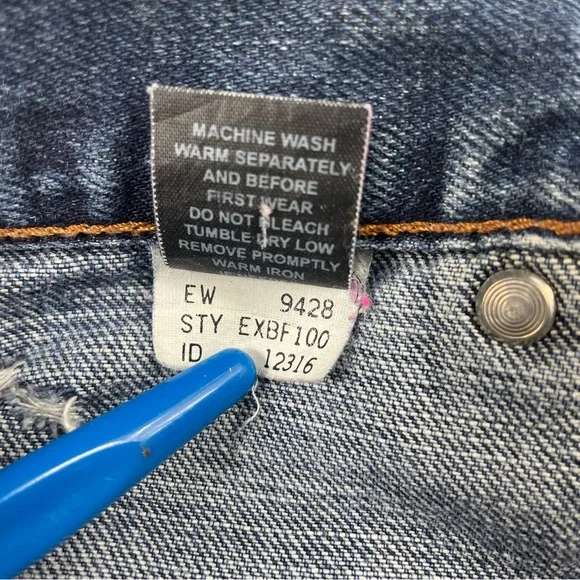 MACHINE WASH
WARM SEPARATELY
AND BEFORE
FIRST WEAR
DO NOT BLEACH
TUMBLE DRY LOW
REMOVE PROMPTLY
WARM IRON
EW 9428
STY EXBF100
ID 12316